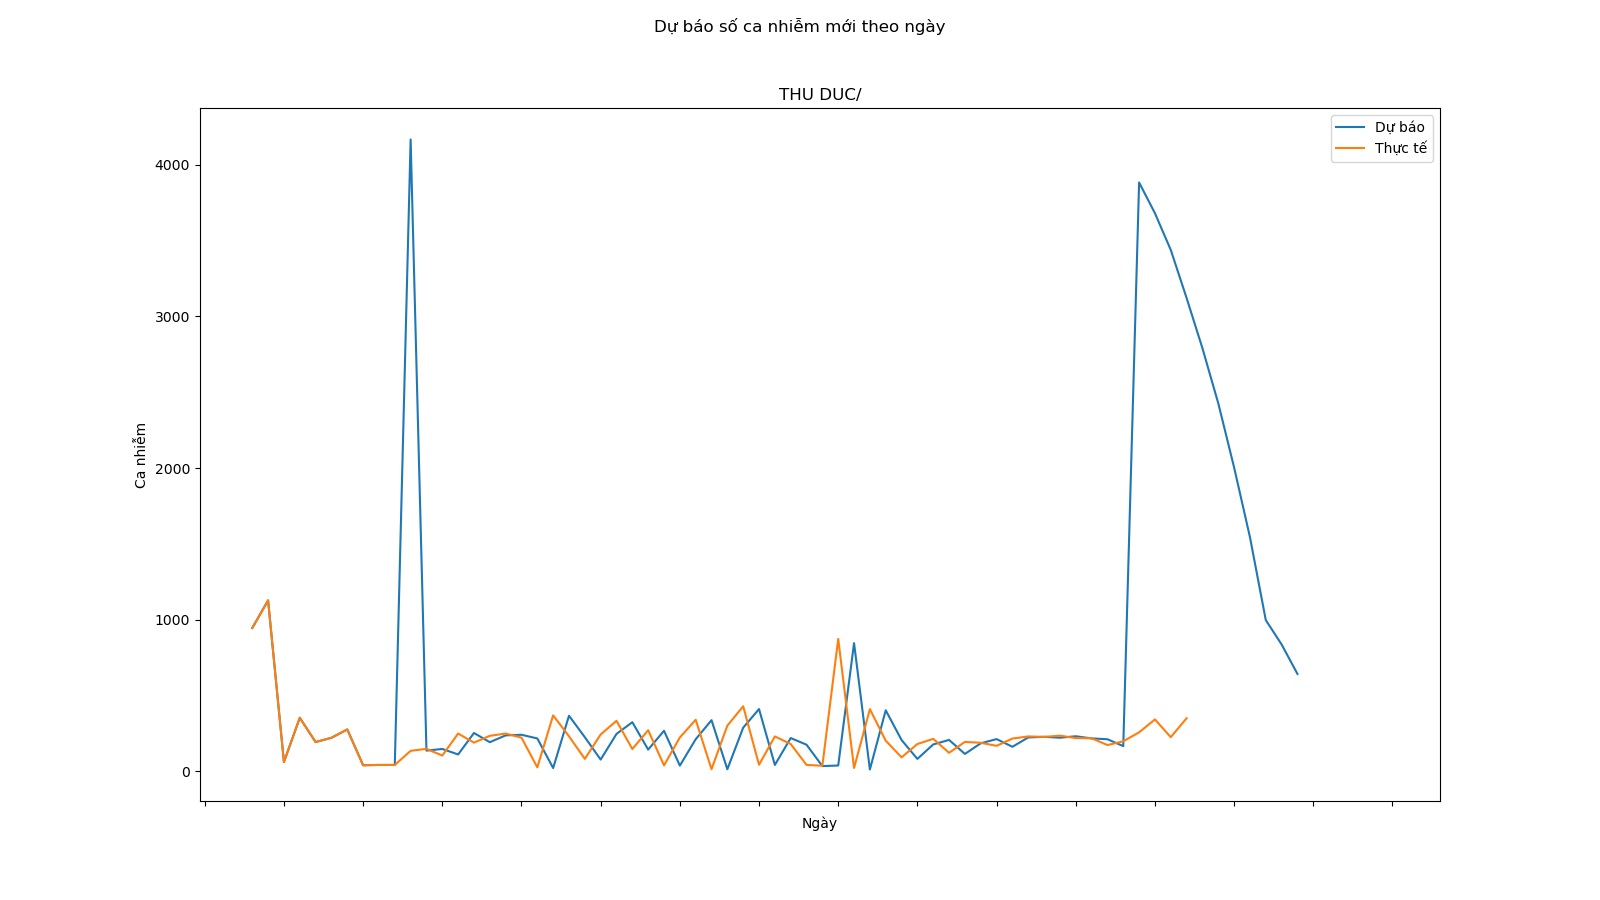 Dự báo số ca nhiễm mới theo ngày
THU DUC/
Dự báo
Thực tế
4000
3000
2000
1000
0
Ca nhiễm
Ngày